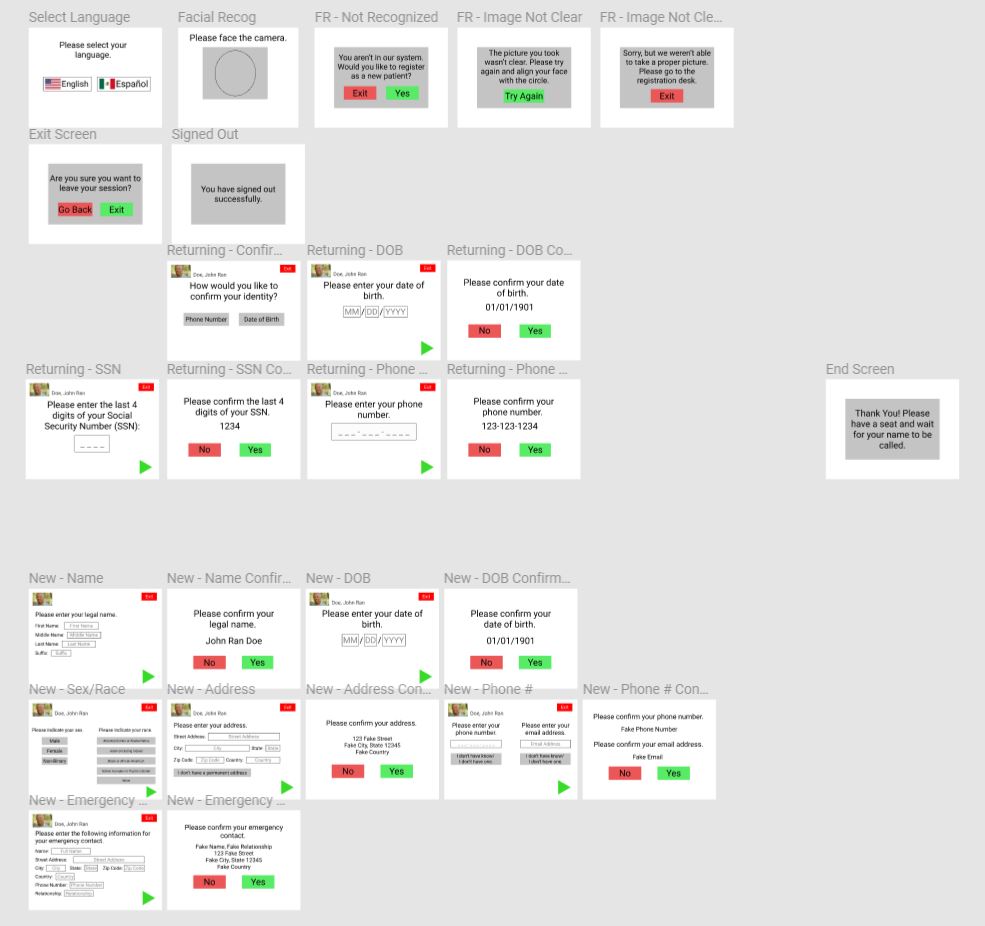 Select Language
Facial Recog
FR - Not Recognized
FR - Image Not Clear
FR - Image Not Cle...
Please select your
language.
English
Español
Please face the camera.
You aren't in our system.
Would you like to register
as a new patient?
Exit
Yes
The picture you took
wasn't clear. Please try
again and align your face
with the circle.
Try Again
Sorry, but we weren't able
to take a proper picture.
Please go to the
registration desk.
Exit
Exit Screen
Signed Out
Are you sure you want to
leave your session?
Go Back
Exit
You have signed out
successfully.
Returning - Confir...
Returning - DOB
Returning - DOB Co...
Doe, John Ran
Exit
How would you like to
confirm your identity?
Phone Number
Date of Birth
Doe, John Ran
Exit
Please enter your date of
birth.
MM/DD/YYYY
Please confirm your date
of birth.
01/01/1901
No
Yes
Returning - SSN
Returning - SSN Co...
Returning - Phone ...
Returning - Phone ...
End Screen
Doe, John Ran
Exit
Please enter the last 4
digits of your Social
Security Number (SSN):
_ _ _ _
Please confirm the last 4
digits of your SSN.
1234
No
Yes
Doe, John Ran
Exit
Please enter your phone
number.
_ _ _ - _ _ _ - _ _ _ _
Please confirm your
phone number.
123-123-1234
No
Yes
Thank You! Please
have a seat and wait
for your name to be
called.
New - Name
New - Name Confir...
New - DOB
New - DOB Confirm...
Exit
Please enter your legal name.
First Name: First Name
Middle Name: Middle Name
Last Name: Last Name
Suffix: Suffix
Please confirm your
legal name.
John Ran Doe
No
Yes
Doe, John Ran
Exit
Please enter your date of
birth.
MM/DD/YYYY
Please confirm your
date of birth.
01/01/1901
No
Yes
New - Sex/Race
New - Address
New - Address Con...
New - Phone #
New - Phone # Con...
Doe, John Ran
Exit
Please indicate your sex
Please indicate your race.
Male
Female
Non-Binary
White
Doe, John Ran
Exit
Please enter your address.
Street Address: Street Address
City: City State: State
Zip Code: Zip Code Country: Country
I don't have a permanent address
Please confirm your address.
123 Fake Street
Fake City, State 12345
Fake Country
No
Yes
Doe, John Ran
Exit
Please enter your
phone number.
I don't have know/
I don't have one.
Please enter your
email address.
Email Address
I don't have know/
I don't have one.
Please confirm your phone number.
Fake Phone Number
Please confirm your email address.
Fake Email
No
Yes
New - Emergency ...
New - Emergency ...
Doe, John Ran
Exit
Please enter the following information for
your emergency contact.
Name: Full Name
Street Address: Street Address
City: City State: State Zip Code: Zip Code
Country: Country
Phone Number: Phone Number
Relationship: Relationship
Please confirm your emergency
contact.
Fake Name, Fake Relationship
123 Fake Street
Fake City, State 12345
Fake Country
No
Yes